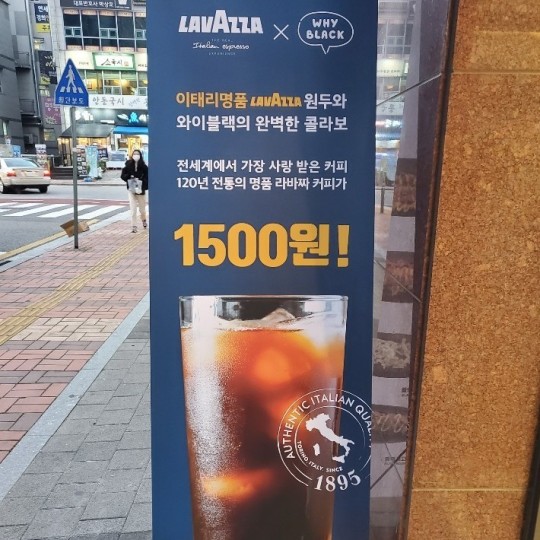 LAVAZZA
Italian espresso
×
WHY
BLACK
이태리명품 LAVAZZA 원두와
와이블랙의 완벽한 콜라보
전세계에서 가장 사랑 받은 커피
120년 전통의 명품 라바짜 커피가
1500원!
AUTHENTIC ITALIAN QUAL
TORINO, ITALY SINCE
1895